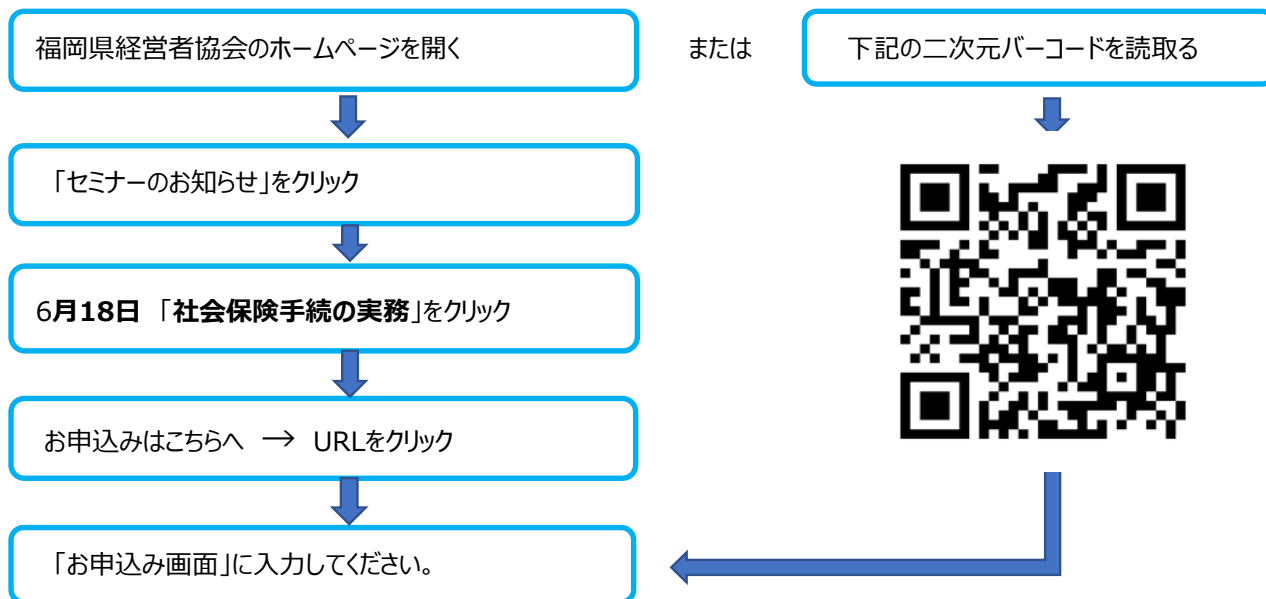 福岡県経営者協会のホームページを開く
または
下記の二次元バーコードを読取る
「セミナーのお知らせ」をクリック
6月18日 「社会保険手続の実務」をクリック
お申込みはこちらへ → URLをクリック
「お申込み画面」に入力してください。